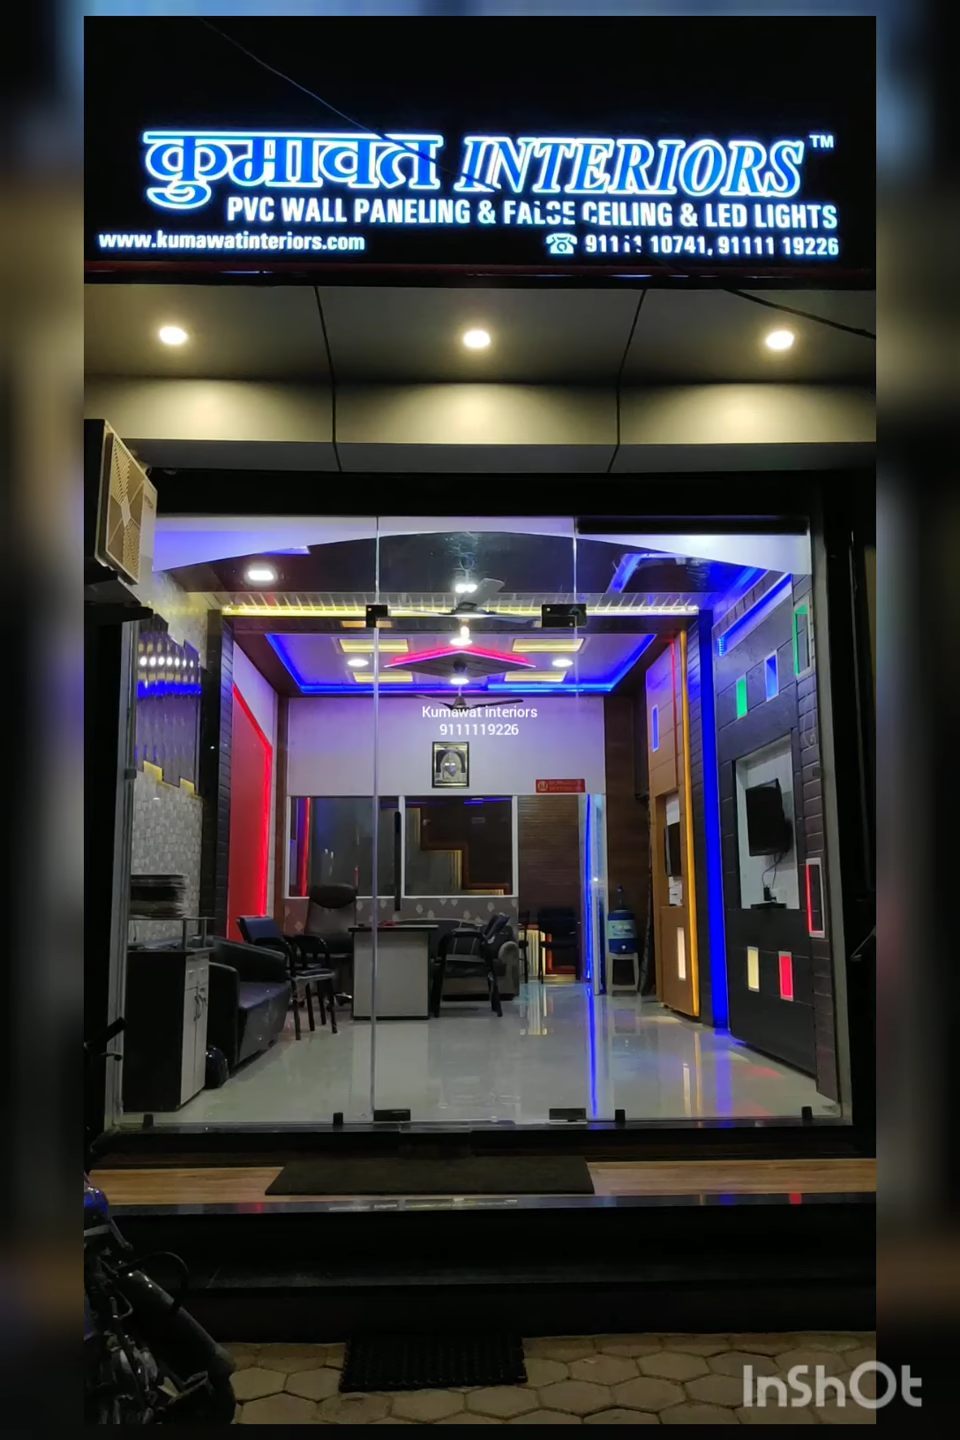 कुमावत INTERIORS™
PVC WALL PANELING & FALSE CEILING & LED LIGHTS
www.kumawatinteriors.com ☎ 91111 10741, 91111 19226
Kumawat interiors
9111119226
InShOt